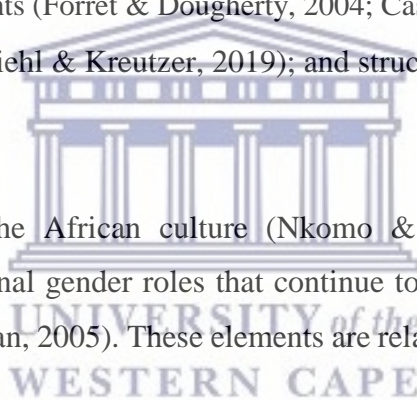 nts (Forret & Dougherty, 2004; Cas
iehl & Kreutzer, 2019); and struc
he African culture (Nkomo &
nal gender roles that continue to
UNIVERSITY of the
an, 2005). These elements are rela
WESTERN CAPE